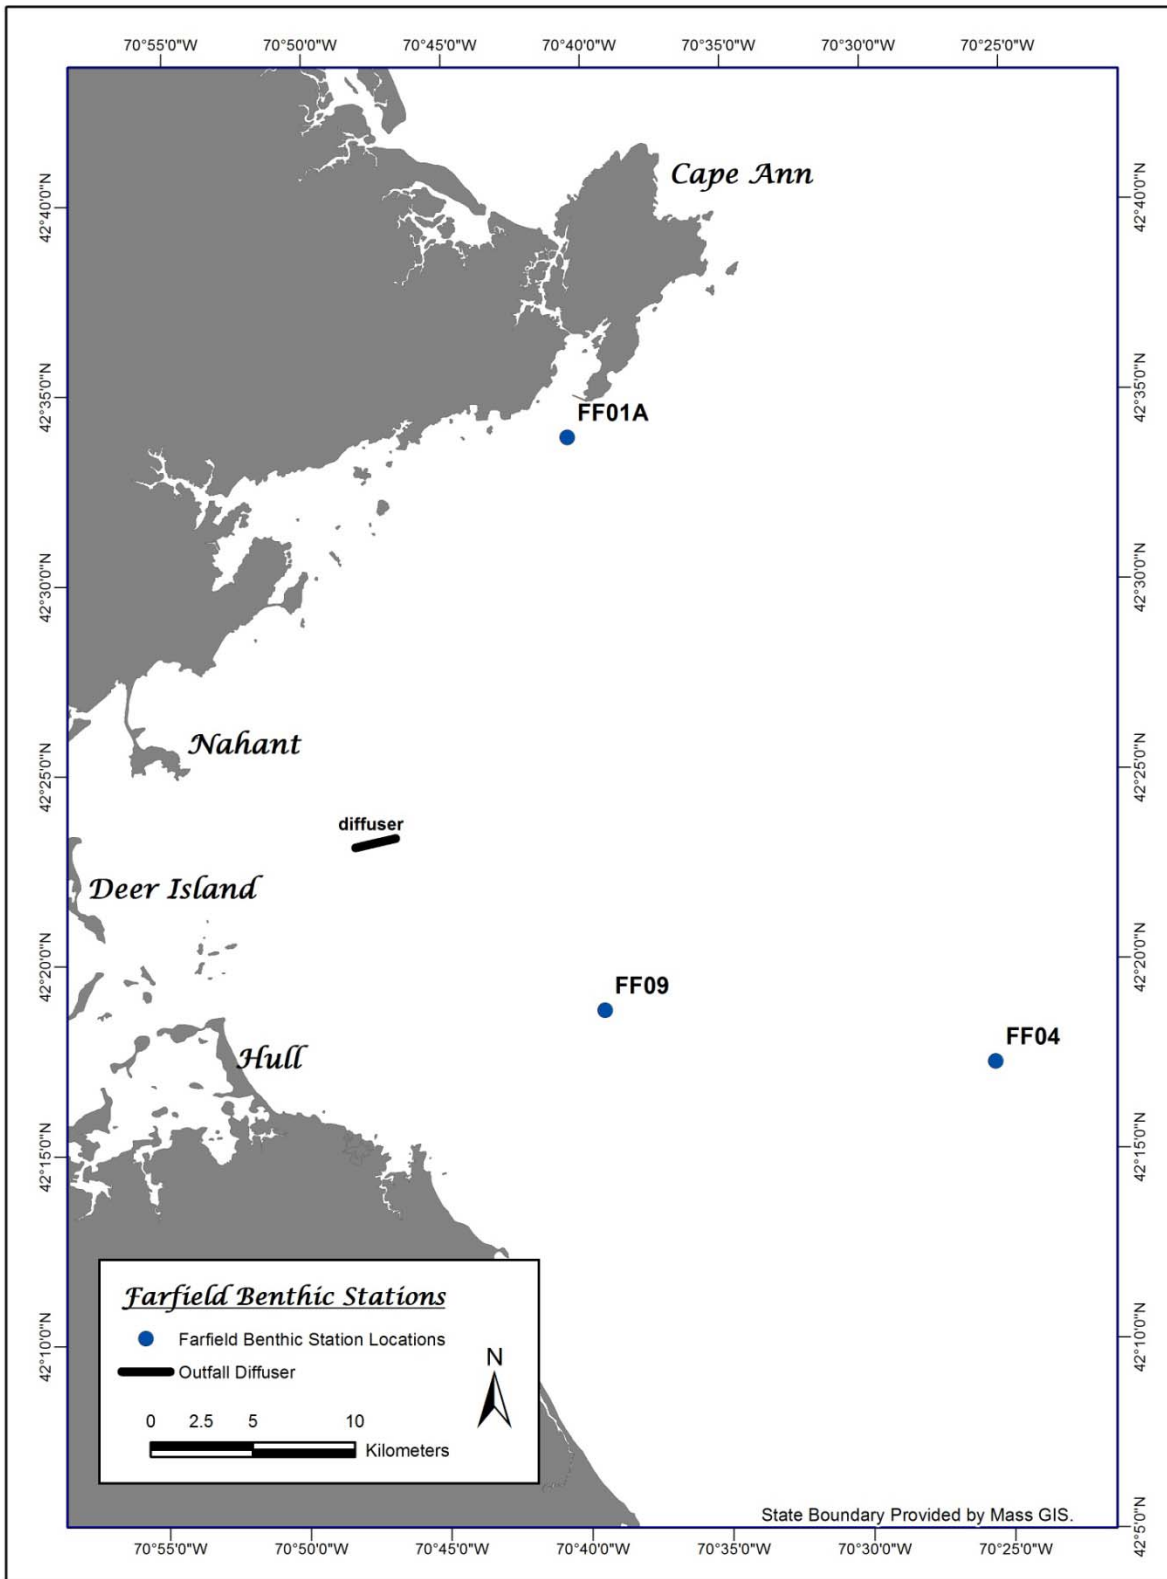 70°55'0"W 70°50'0"W 70°45'0"W 70°40'0"W 70°35'0"W 70°30'0"W 70°25'0"W
Cape Ann
42°40'0"N 42°40'0"N
42°35'0"N 42°35'0"N
FF01A
42°30'0"N 42°30'0"N
Nahant
42°25'0"N 42°25'0"N
diffuser
Deer Island
42°20'0"N 42°20'0"N
FF09
FF04
Hull
42°15'0"N 42°15'0"N
Farfield Benthic Stations
Farfield Benthic Station Locations
Outfall Diffuser
N
0 2.5 5 10
Kilometers
42°10'0"N 42°10'0"N
State Boundary Provided by Mass GIS.
42°5'0"N
70°55'0"W 70°50'0"W 70°45'0"W 70°40'0"W 70°35'0"W 70°30'0"W 70°25'0"W